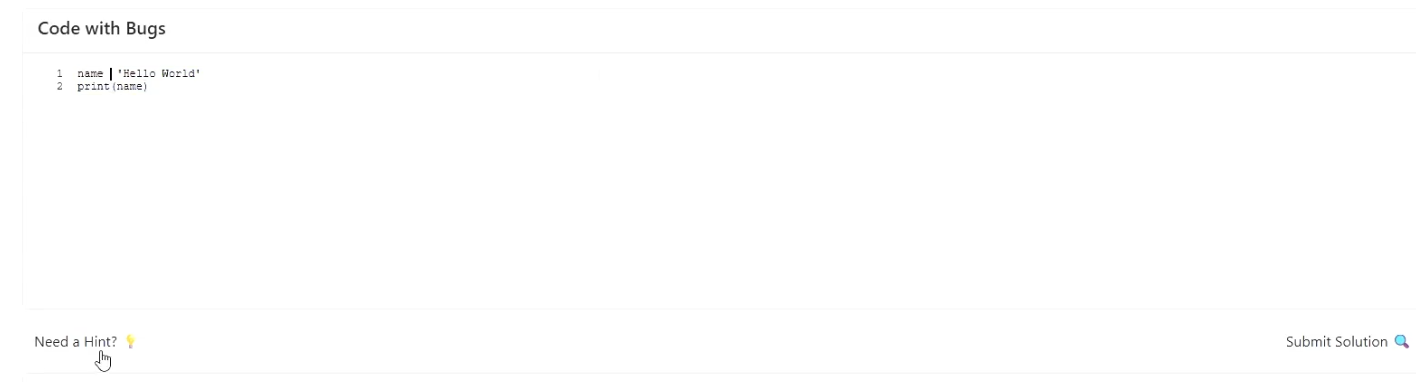 Code with Bugs
1 name 'Hello World'
2 print(name)
Need a Hint? 💡
Submit Solution 🔍